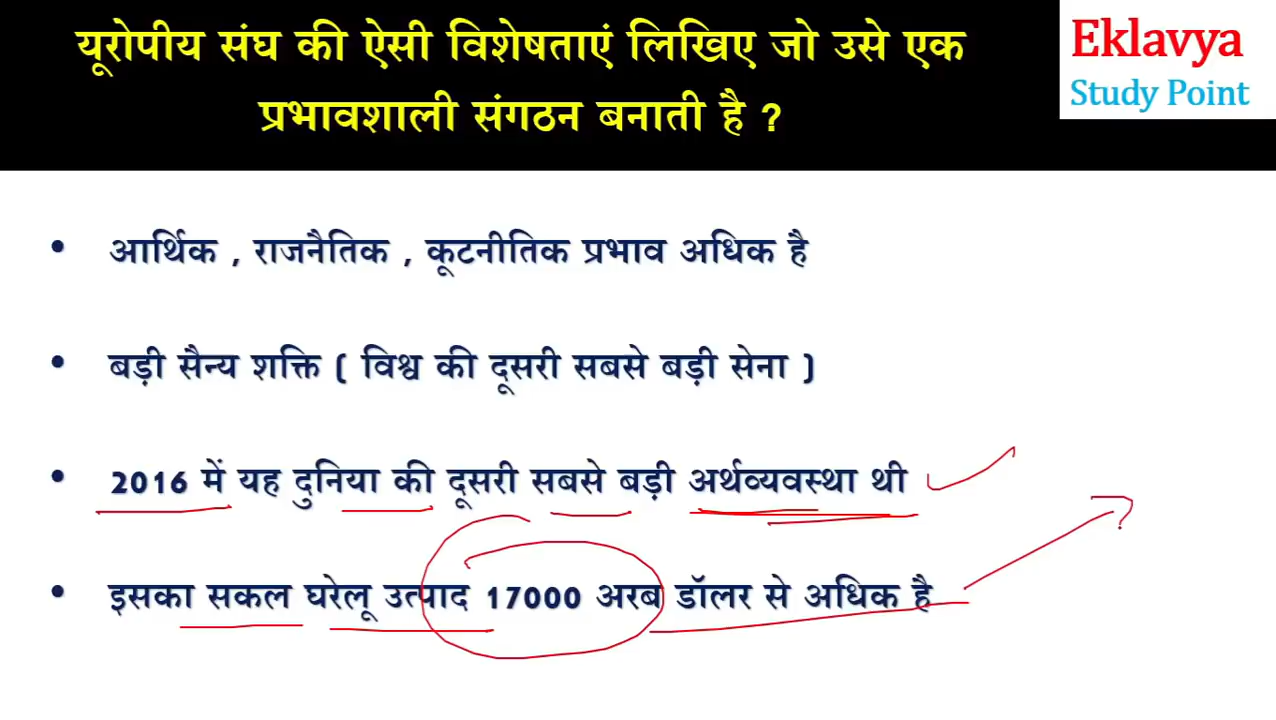 यूरोपीय संघ की ऐसी विशेषताएं लिखिए जो उसे एक
प्रभावशाली संगठन बनाती है ?
Eklavya
Study Point
• आर्थिक , राजनैतिक , कूटनीतिक प्रभाव अधिक है
• बड़ी सैन्य शक्ति ( विश्व की दूसरी सबसे बड़ी सेना )
• 2016 में यह दुनिया की दूसरी सबसे बड़ी अर्थव्यवस्था थी
• इसका सकल घरेलू उत्पाद 17000 अरब डॉलर से अधिक है